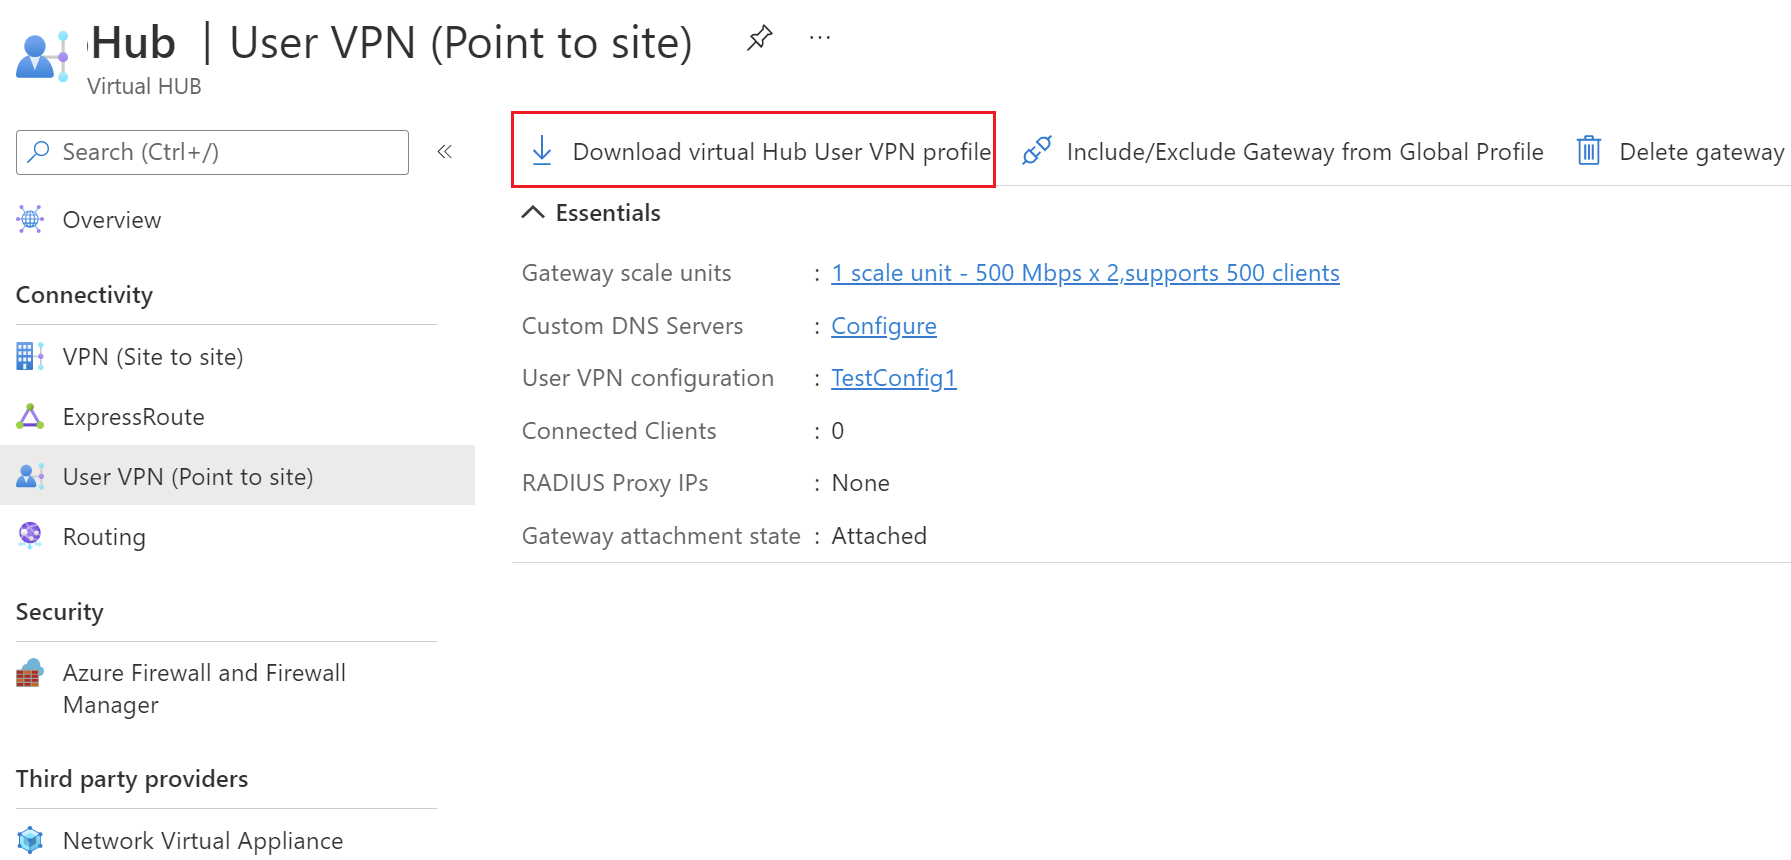 Hub | User VPN (Point to site)
Virtual HUB
Search (Ctrl+/)
Overview
Connectivity
VPN (Site to site)
ExpressRoute
User VPN (Point to site)
Routing
Security
Azure Firewall and Firewall
Manager
Third party providers
Network Virtual Appliance
Download virtual Hub User VPN profile
Include/Exclude Gateway from Global Profile
Delete gateway
Essentials
Gateway scale units : 1 scale unit - 500 Mbps x 2,supports 500 clients
Custom DNS Servers : Configure
User VPN configuration : TestConfig1
Connected Clients : 0
RADIUS Proxy IPs : None
Gateway attachment state : Attached